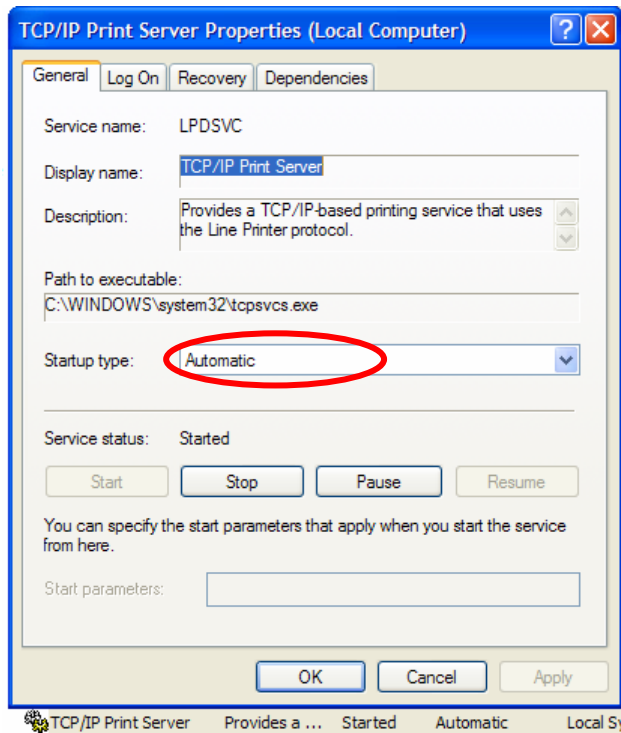 TCP/IP Print Server Properties (Local Computer)
General Log On Recovery Dependencies
Service name: LPDSVC
Display name: TCP/IP Print Server
Description: Provides a TCP/IP-based printing service that uses
the Line Printer protocol.
Path to executable:
C:\WINDOWS\system32\tcpsvcs.exe
Startup type: Automatic
Service status: Started
Start Stop Pause Resume
You can specify the start parameters that apply when you start the service
from here.
Start parameters:
OK Cancel Apply
TCP/IP Print Server Provides a ... Started Automatic Local Sy